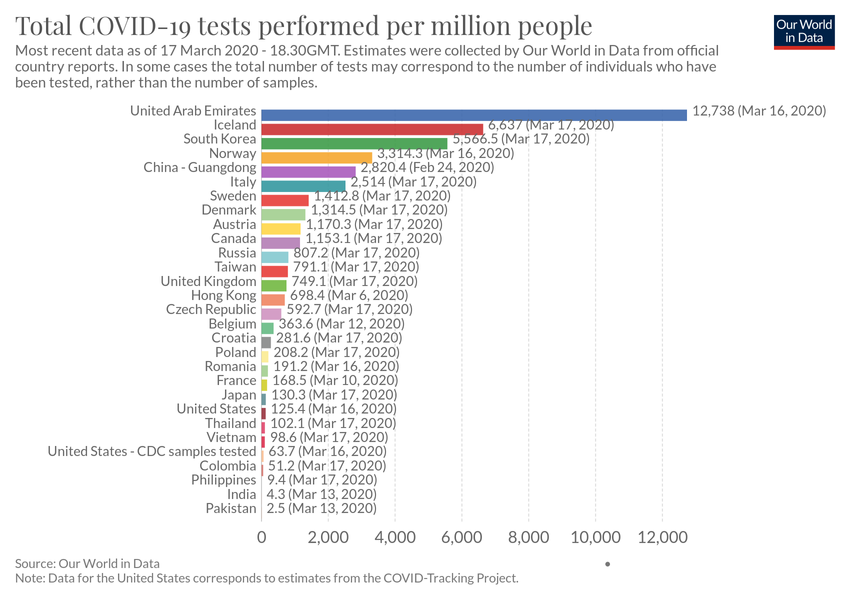 Total COVID-19 tests performed per million people
Our World
in Data
Most recent data as of 17 March 2020 - 18.30GMT. Estimates were collected by Our World in Data from official
country reports. In some cases the total number of tests may correspond to the number of individuals who have
been tested, rather than the number of samples.
United Arab Emirates 12,738 (Mar 16, 2020)
Iceland 6,637 (Mar 17, 2020)
South Korea 5,566.5 (Mar 17, 2020)
Norway 3,314.3 (Mar 16, 2020)
China - Guangdong 2,820.4 (Feb 24, 2020)
Italy 2,514 (Mar 17, 2020)
Sweden 1,412.8 (Mar 17, 2020)
Denmark 1,314.5 (Mar 17, 2020)
Austria 1,170.3 (Mar 17, 2020)
Canada 1,153.1 (Mar 17, 2020)
Russia 807.2 (Mar 17, 2020)
Taiwan 791.1 (Mar 17, 2020)
United Kingdom 749.1 (Mar 17, 2020)
Hong Kong 698.4 (Mar 6, 2020)
Czech Republic 592.7 (Mar 17, 2020)
Belgium 363.6 (Mar 12, 2020)
Croatia 281.6 (Mar 17, 2020)
Poland 208.2 (Mar 17, 2020)
Romania 191.2 (Mar 16, 2020)
France 168.5 (Mar 10, 2020)
Japan 130.3 (Mar 17, 2020)
United States 125.4 (Mar 16, 2020)
Thailand 102.1 (Mar 17, 2020)
Vietnam 98.6 (Mar 17, 2020)
United States - CDC samples tested 63.7 (Mar 16, 2020)
Colombia 51.2 (Mar 17, 2020)
Philippines 9.4 (Mar 17, 2020)
India 4.3 (Mar 13, 2020)
Pakistan 2.5 (Mar 13, 2020)
0 2,000 4,000 6,000 8,000 10,000 12,000
Source: Our World in Data
Note: Data for the United States corresponds to estimates from the COVID-Tracking Project.